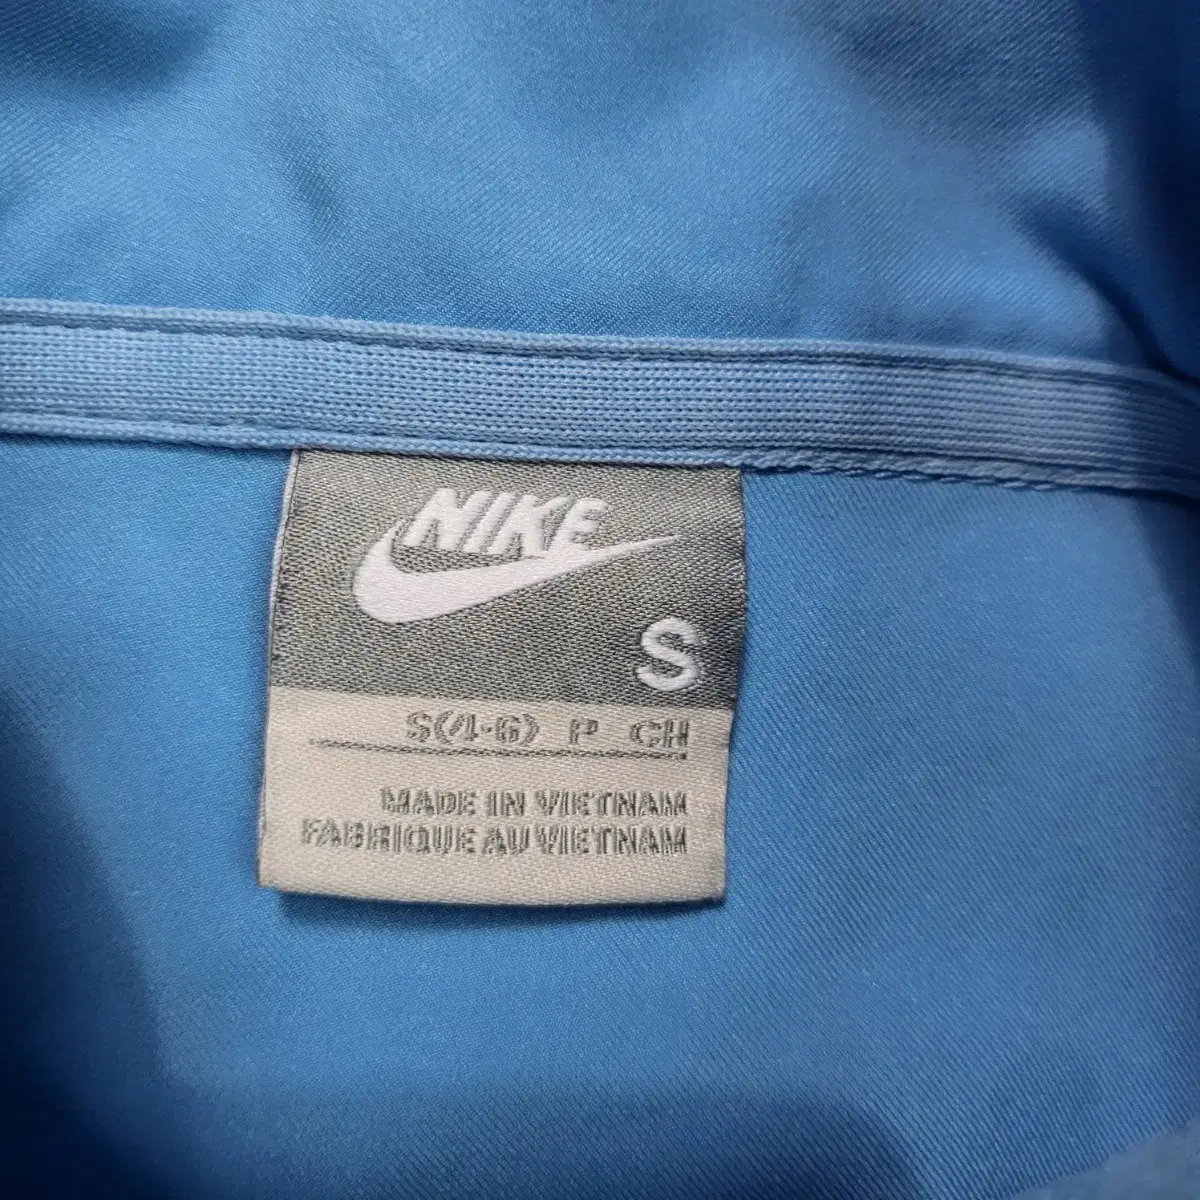 NIKE
S
S(4-6) P CH
MADE IN VIETNAM
FABRIQUE AU VIETNAM